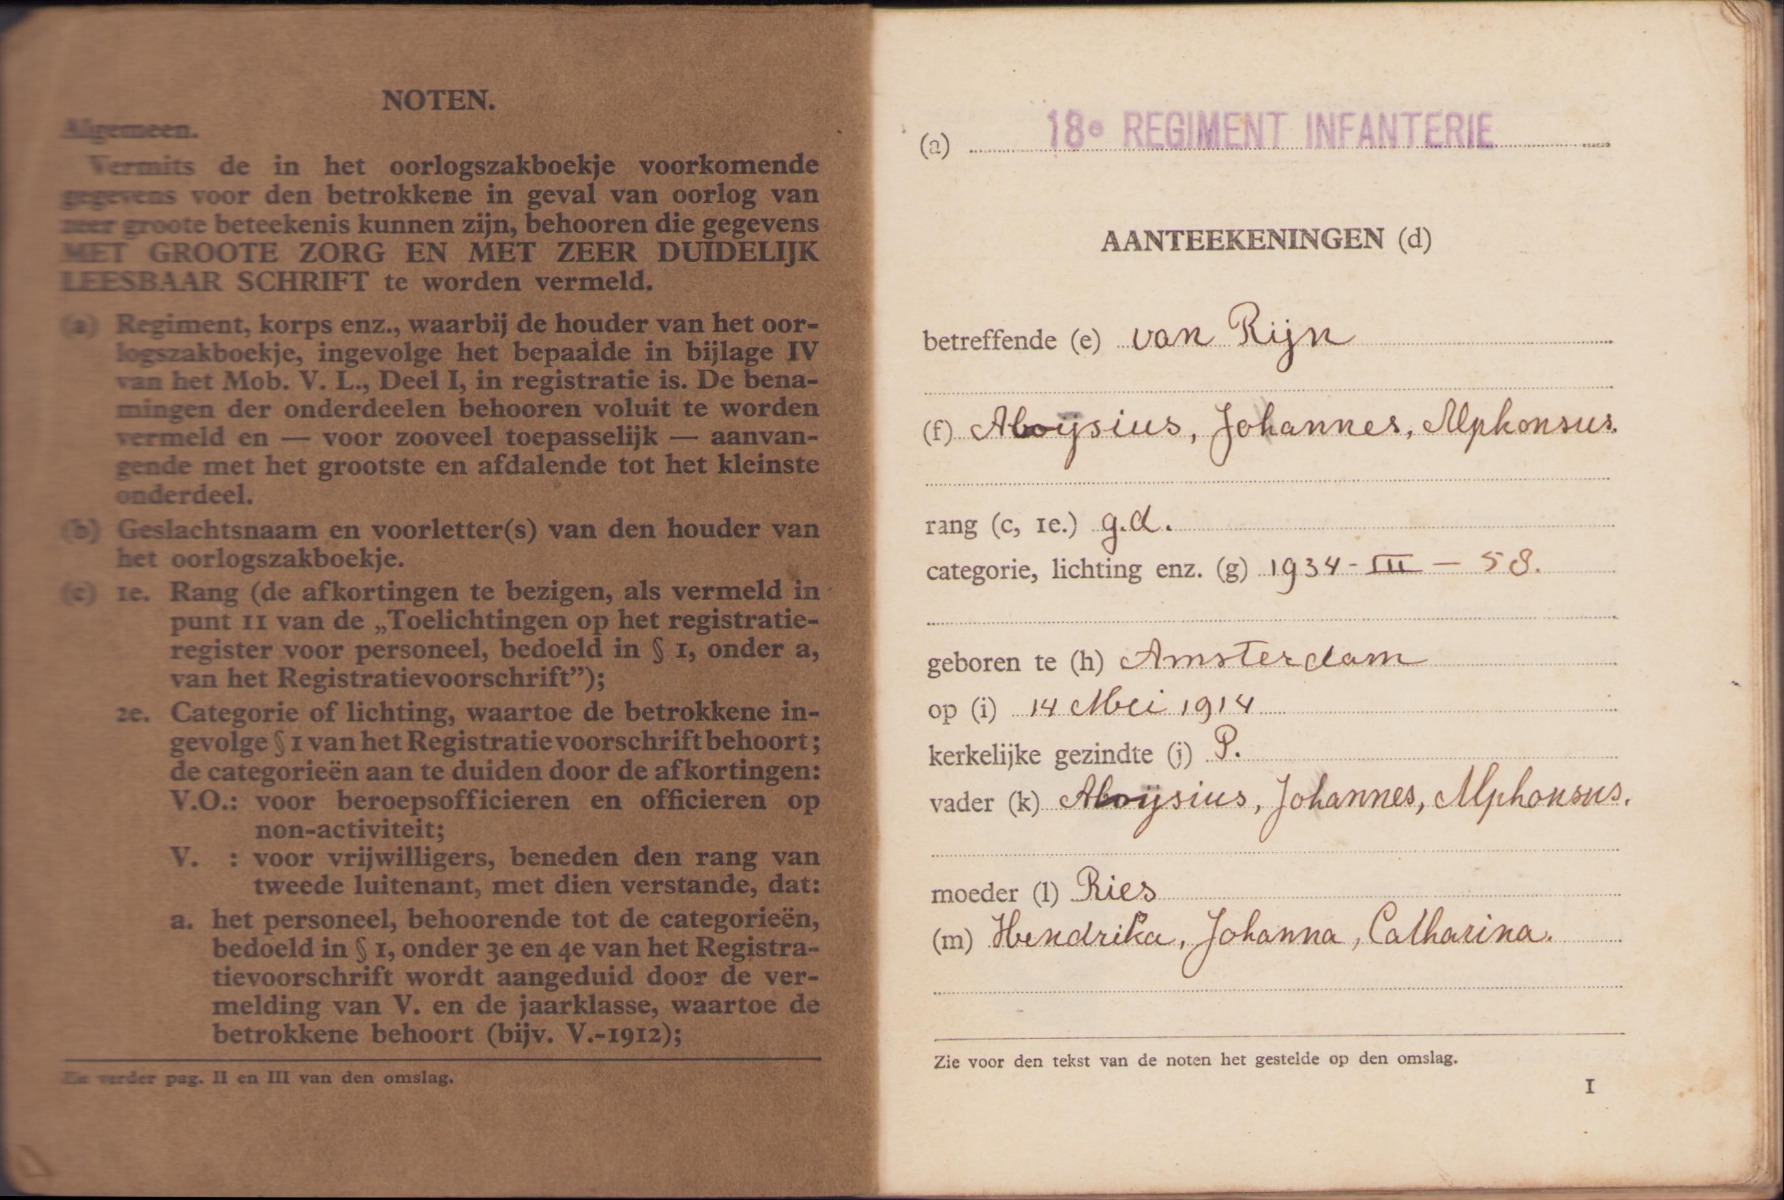 NOTEN.
Algemeen.
Vermits de in het oorlogszakboekje voorkomende
gegevens voor den betrokkene in geval van oorlog van
zeer groote beteekenis kunnen zijn, behooren die gegevens
MET GROOTE ZORG EN MET ZEER DUIDELIJK
LEESBAAR SCHRIFT te worden vermeld.
(a) Regiment, korps enz., waarbij de houder van het oor-
logszakboekje, ingevolge het bepaalde in bijlage IV
van het Mob. V. L., Deel I, in registratie is. De bena-
mingen der onderdeelen behooren voluit te worden
vermeld en — voor zooveel toepasselijk — aanvan-
gende met het grootste en afdalende tot het kleinste
onderdeel.
(b) Geslachtsnaam en voorletter(s) van den houder van
het oorlogszakboekje.
(c) 1e. Rang (de afkortingen te bezigen, als vermeld in
punt 11 van de „Toelichtingen op het registratie-
register voor personeel, bedoeld in § 1, onder a,
van het Registratievoorschrift”);
2e. Categorie of lichting, waartoe de betrokkene in-
gevolge § 1 van het Registratievoorschrift behoort;
de categorieën aan te duiden door de afkortingen:
V.O.: voor beroepsofficieren en officieren op
non-activiteit;
V. : voor vrijwilligers, beneden den rang van
tweede luitenant, met dien verstande, dat:
a. het personeel, behoorende tot de categorieën,
bedoeld in § 1, onder 3e en 4e van het Registra-
tievoorschrift wordt aangeduid door de ver-
melding van V. en de jaarklasse, waartoe de
betrokkene behoort (bijv. V.-1912);
Zie verder pag. II en III van den omslag.
(a) 18e REGIMENT INFANTERIE
AANTEEKENINGEN (d)
betreffende (e) van Rijn
(f) Aloÿsius, Johannes, Alphonsus.
rang (c, 1e.) g.d.
categorie, lichting enz. (g) 1934 - III — 58.
geboren te (h) Amsterdam
op (i) 14 Mei 1914
kerkelijke gezindte (j) P.
vader (k) Aloÿsius, Johannes, Alphonsus.
moeder (l) Ries
(m) Hendrika, Johanna, Catharina.
Zie voor den tekst van de noten het gestelde op den omslag.
1